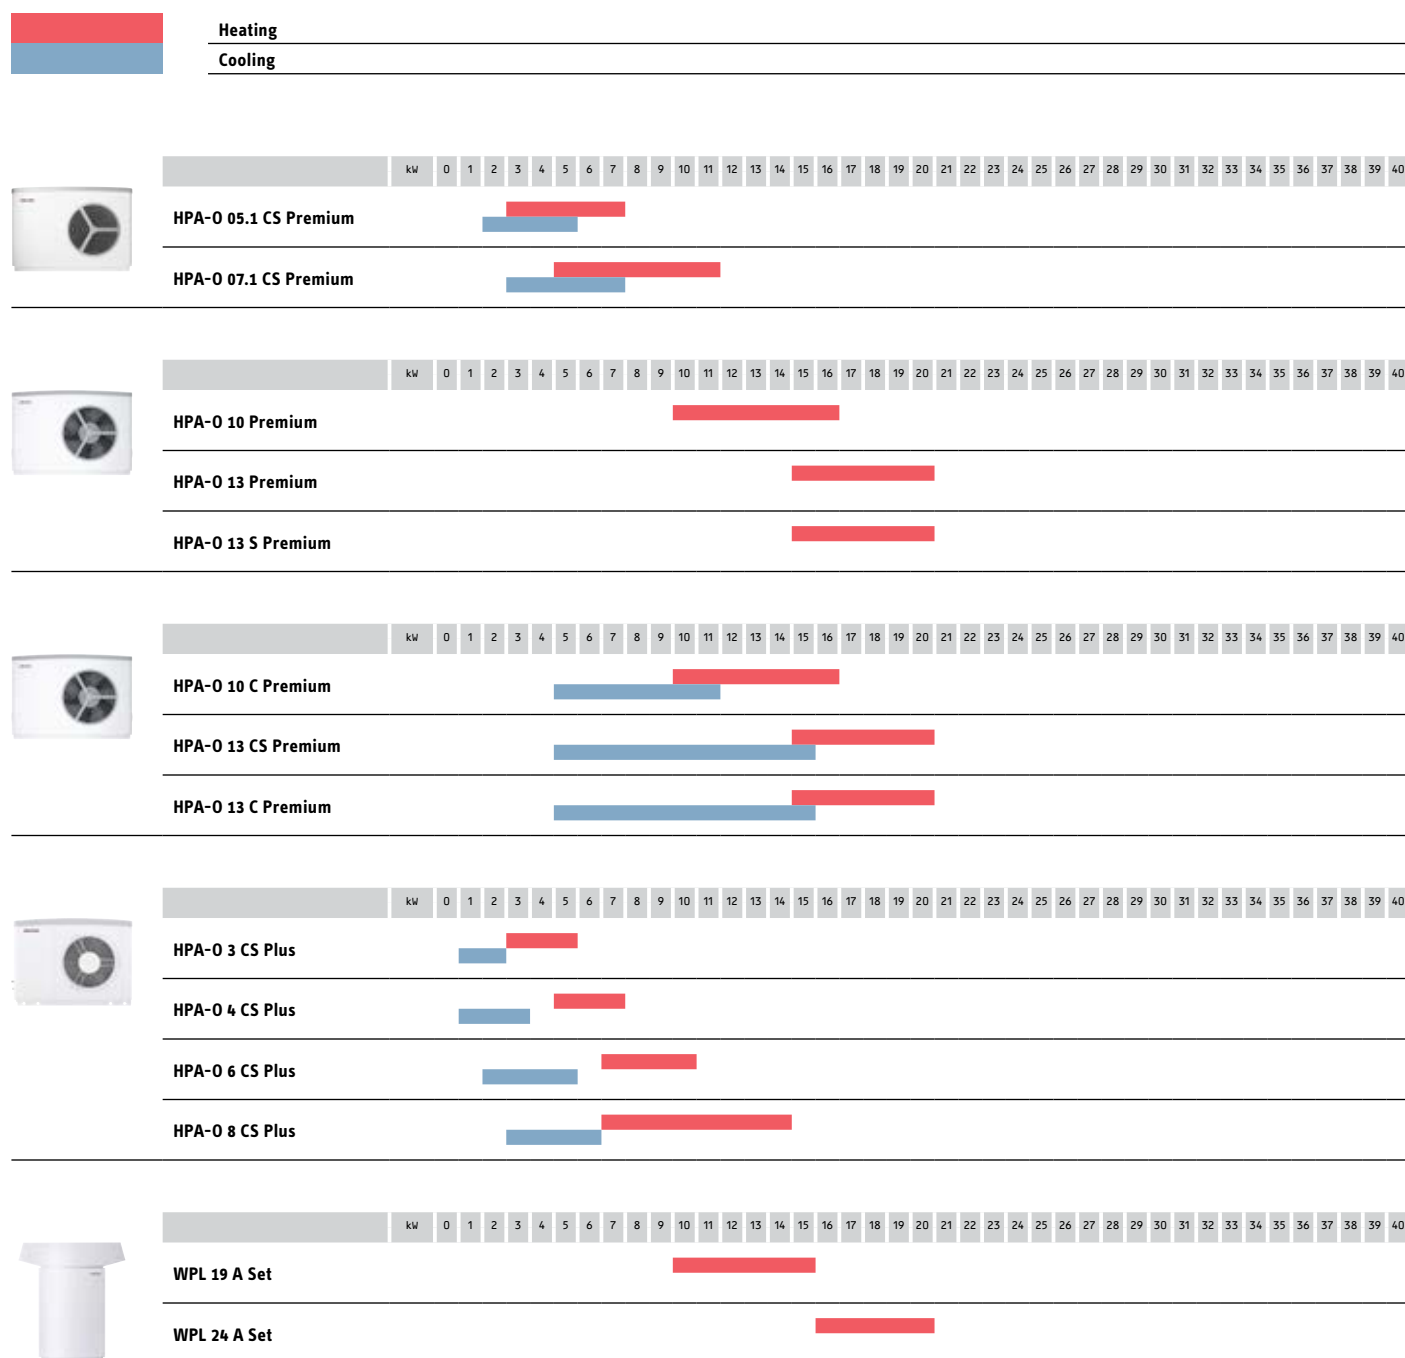 Heating
Cooling
kW 0 1 2 3 4 5 6 7 8 9 10 11 12 13 14 15 16 17 18 19 20 21 22 23 24 25 26 27 28 29 30 31 32 33 34 35 36 37 38 39 40
HPA-O 05.1 CS Premium
HPA-O 07.1 CS Premium
kW 0 1 2 3 4 5 6 7 8 9 10 11 12 13 14 15 16 17 18 19 20 21 22 23 24 25 26 27 28 29 30 31 32 33 34 35 36 37 38 39 40
HPA-O 10 Premium
HPA-O 13 Premium
HPA-O 13 S Premium
kW 0 1 2 3 4 5 6 7 8 9 10 11 12 13 14 15 16 17 18 19 20 21 22 23 24 25 26 27 28 29 30 31 32 33 34 35 36 37 38 39 40
HPA-O 10 C Premium
HPA-O 13 CS Premium
HPA-O 13 C Premium
kW 0 1 2 3 4 5 6 7 8 9 10 11 12 13 14 15 16 17 18 19 20 21 22 23 24 25 26 27 28 29 30 31 32 33 34 35 36 37 38 39 40
HPA-O 3 CS Plus
HPA-O 4 CS Plus
HPA-O 6 CS Plus
HPA-O 8 CS Plus
kW 0 1 2 3 4 5 6 7 8 9 10 11 12 13 14 15 16 17 18 19 20 21 22 23 24 25 26 27 28 29 30 31 32 33 34 35 36 37 38 39 40
WPL 19 A Set
WPL 24 A Set